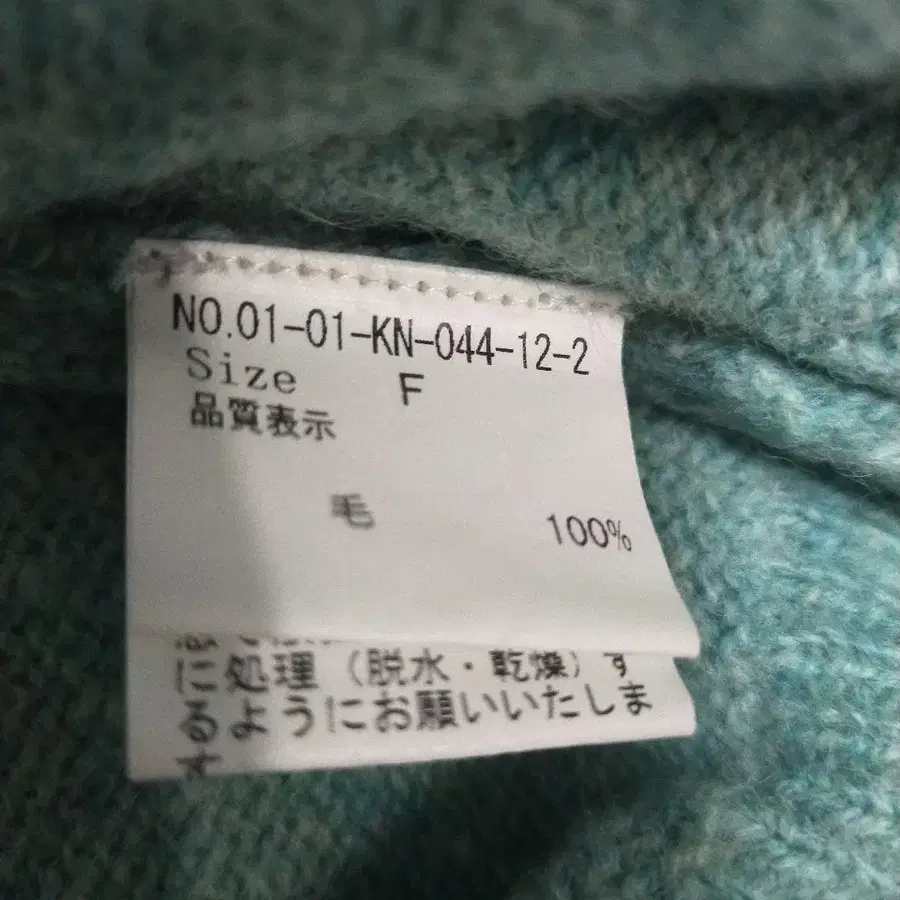 NO.01-01-KN-044-12-2
Size F
品質表示
毛 100%
に処理（脱水・乾燥）す
るようにお願いいたしま
す